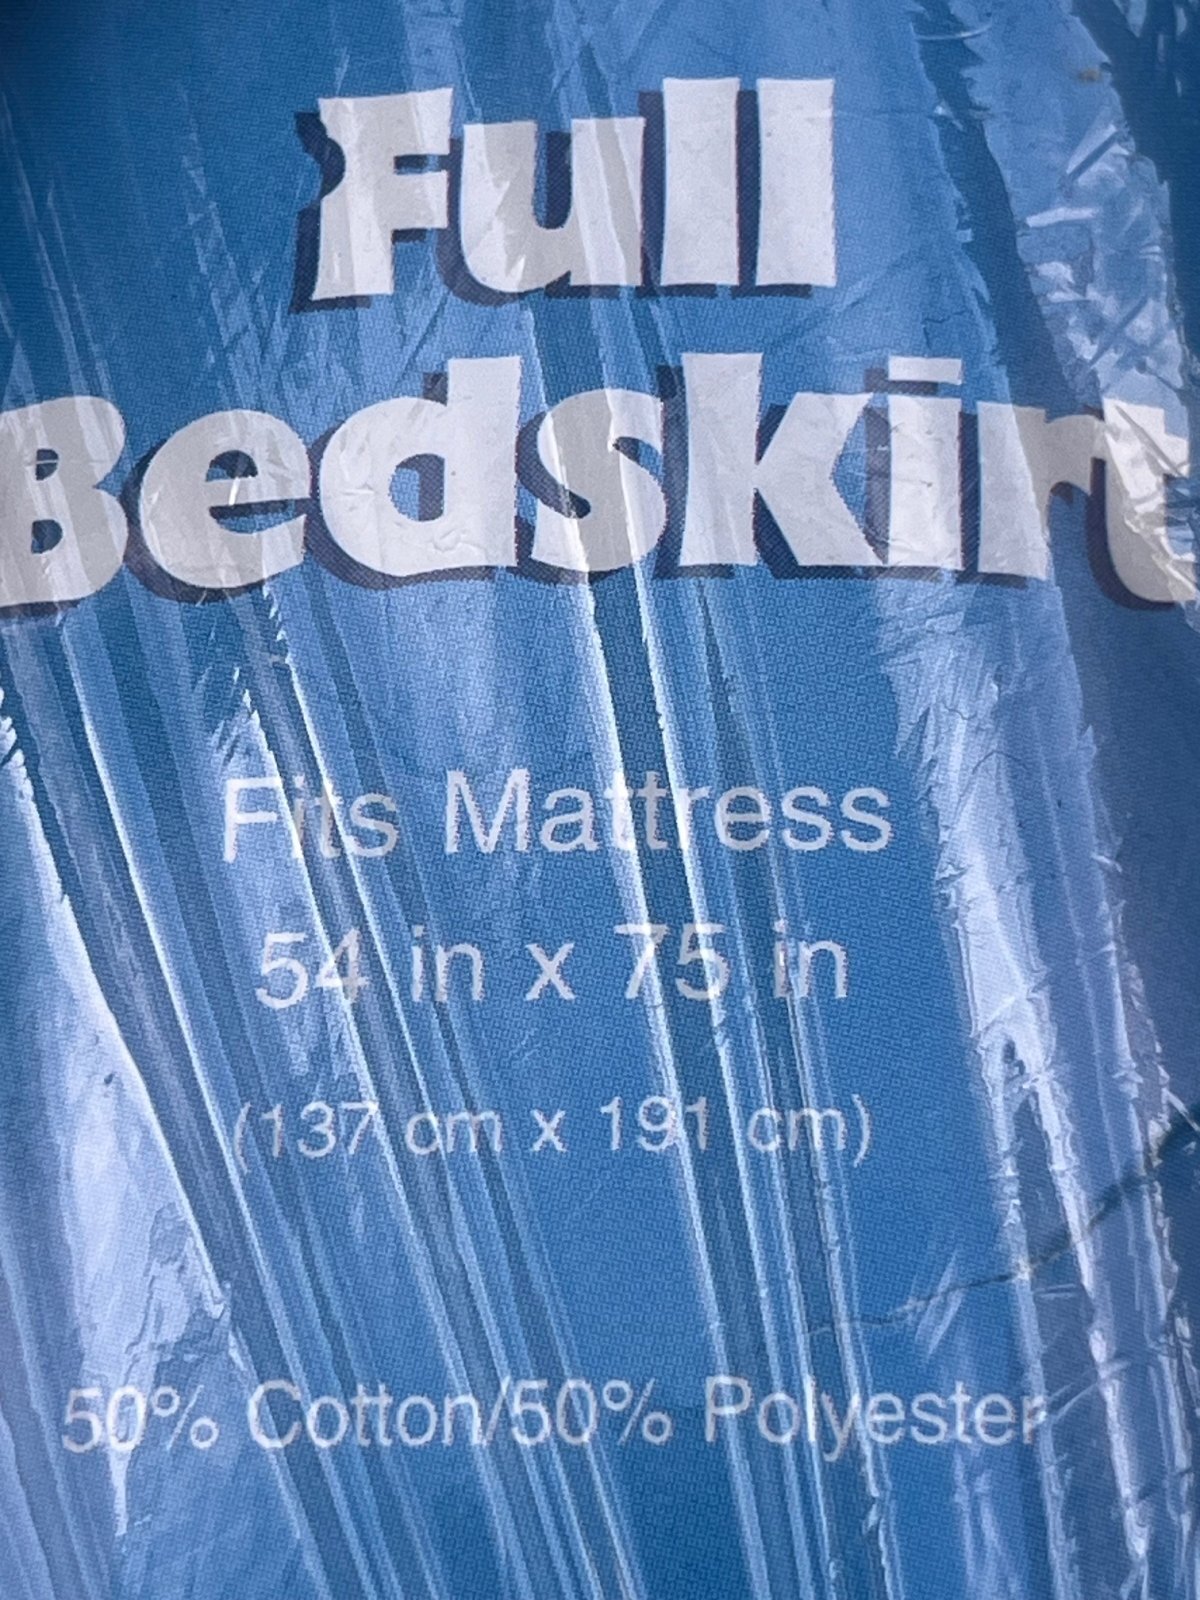 Full
Bedskirt
Fits Mattress
54 in x 75 in
(137 cm x 191 cm)
50% Cotton/50% Polyester